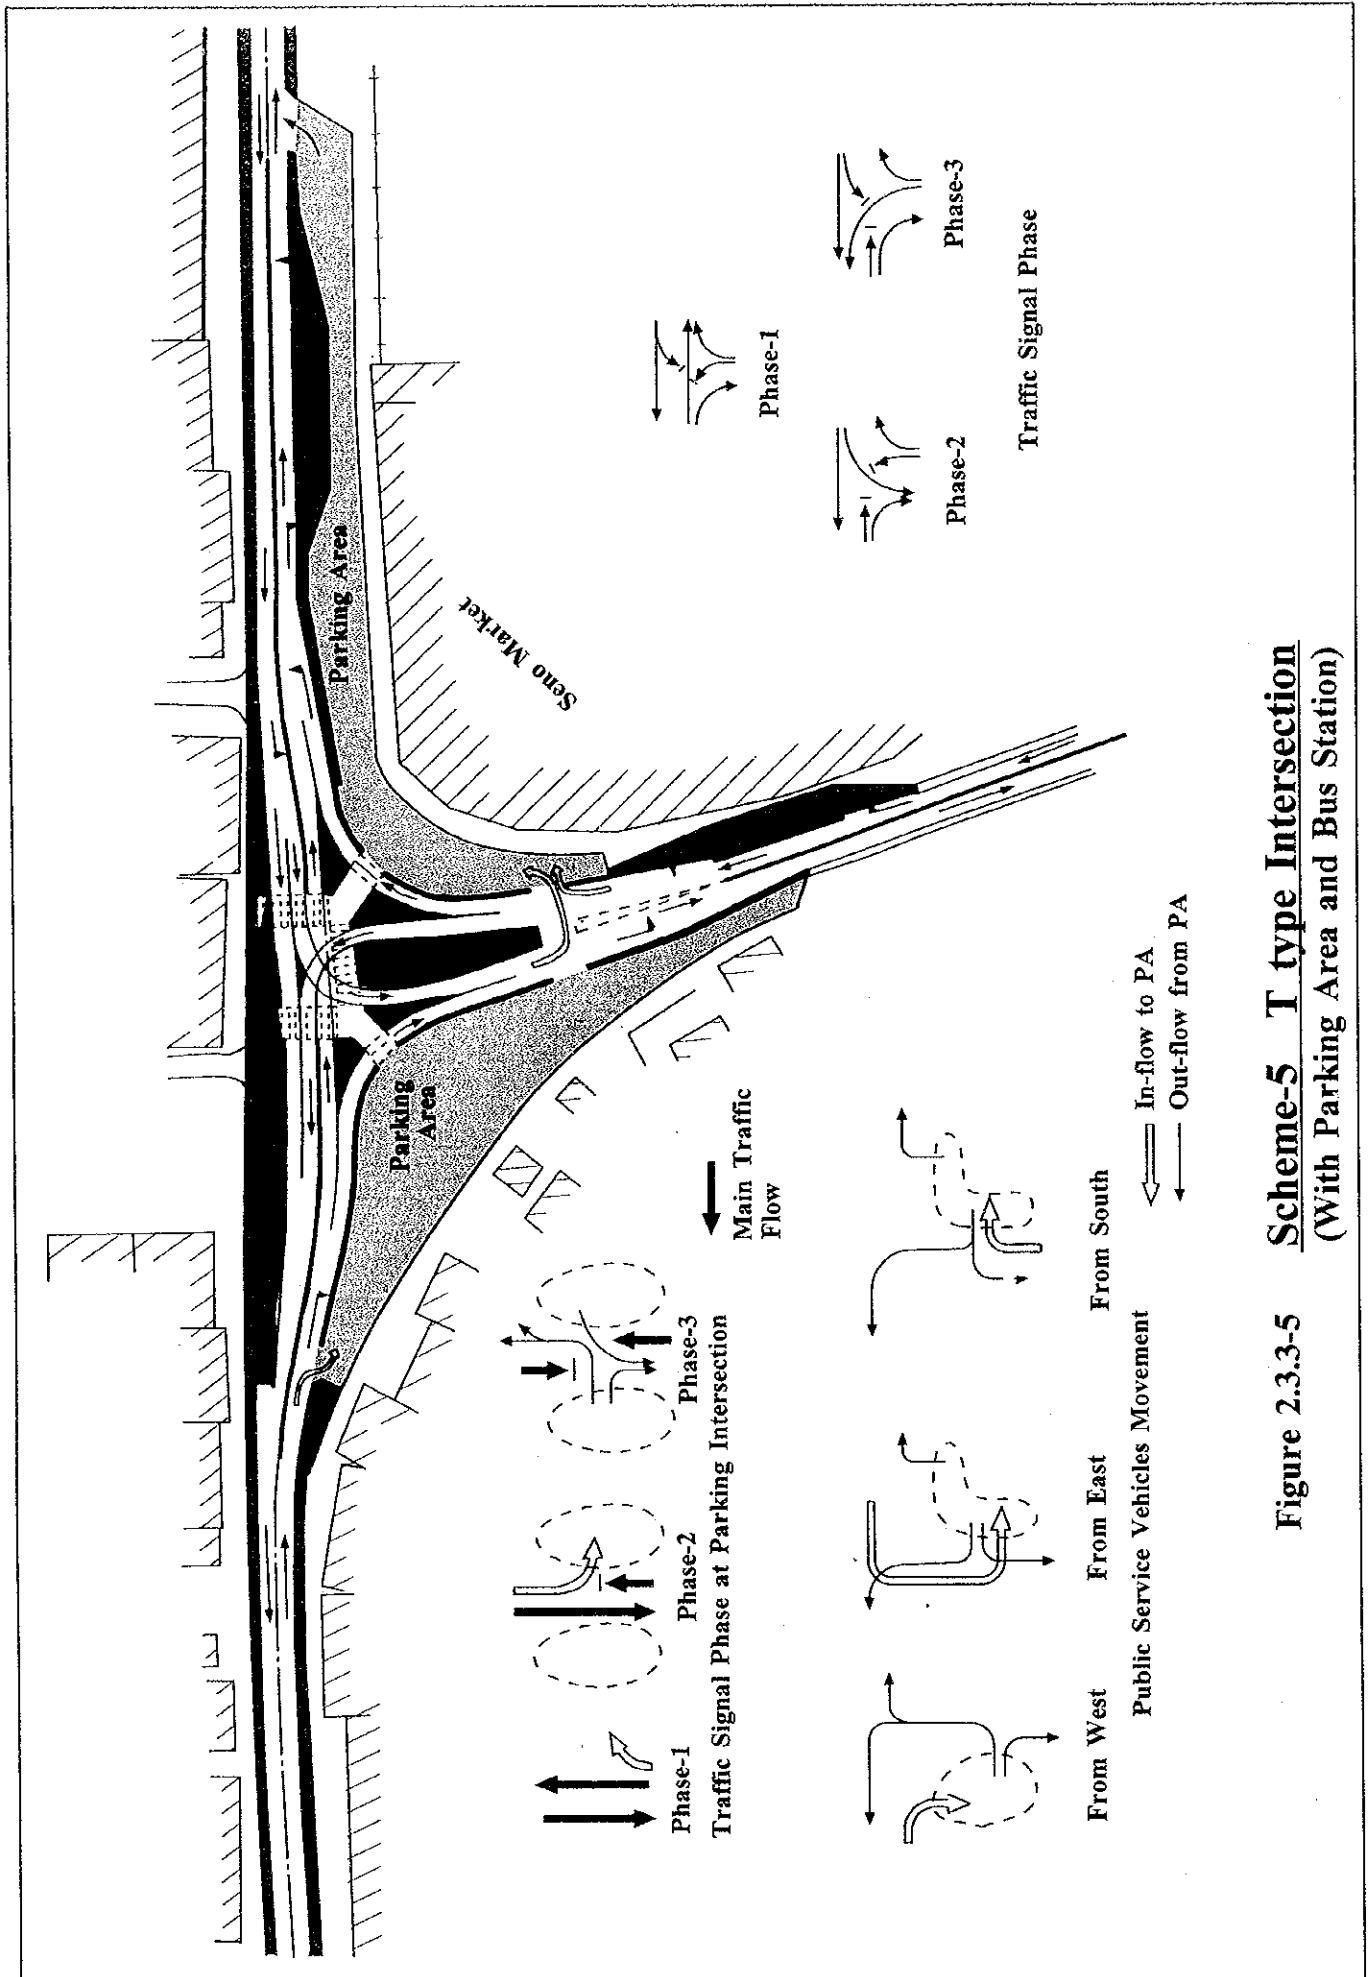 Parking Area
Seno Market
Parking
Area
Main Traffic
Flow
Phase-1
Phase-2
Phase-3
Traffic Signal Phase at Parking Intersection
Phase-1
Phase-2
Phase-3
Traffic Signal Phase
From West
From East
From South
Public Service Vehicles Movement
In-flow to PA
Out-flow from PA
Figure 2.3.3-5 Scheme-5 T type Intersection
(With Parking Area and Bus Station)